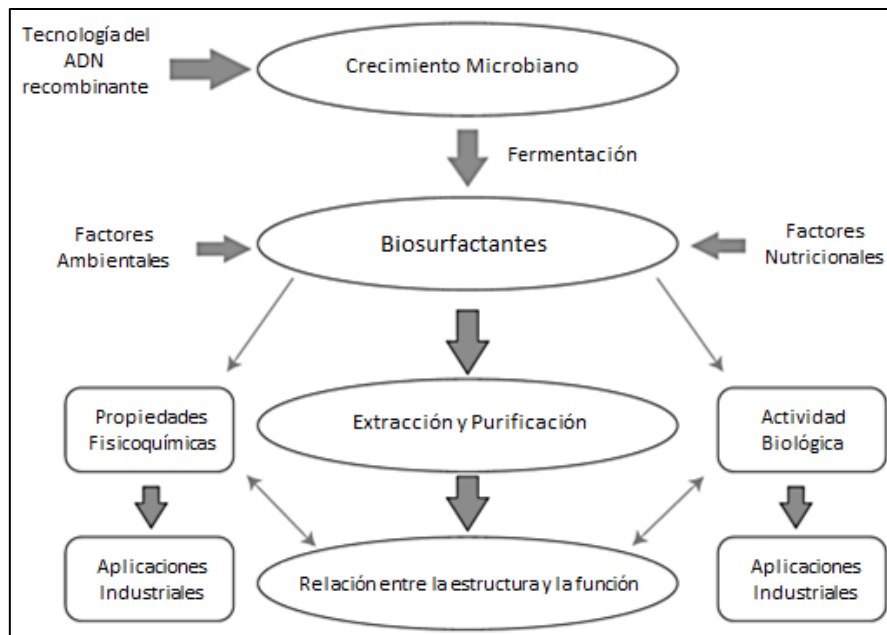 Tecnología del
ADN
recombinante
Crecimiento Microbiano
Fermentación
Factores
Ambientales
Biosurfactantes
Factores
Nutricionales
Propiedades
Fisicoquímicas
Extracción y Purificación
Actividad
Biológica
Aplicaciones
Industriales
Relación entre la estructura y la función
Aplicaciones
Industriales